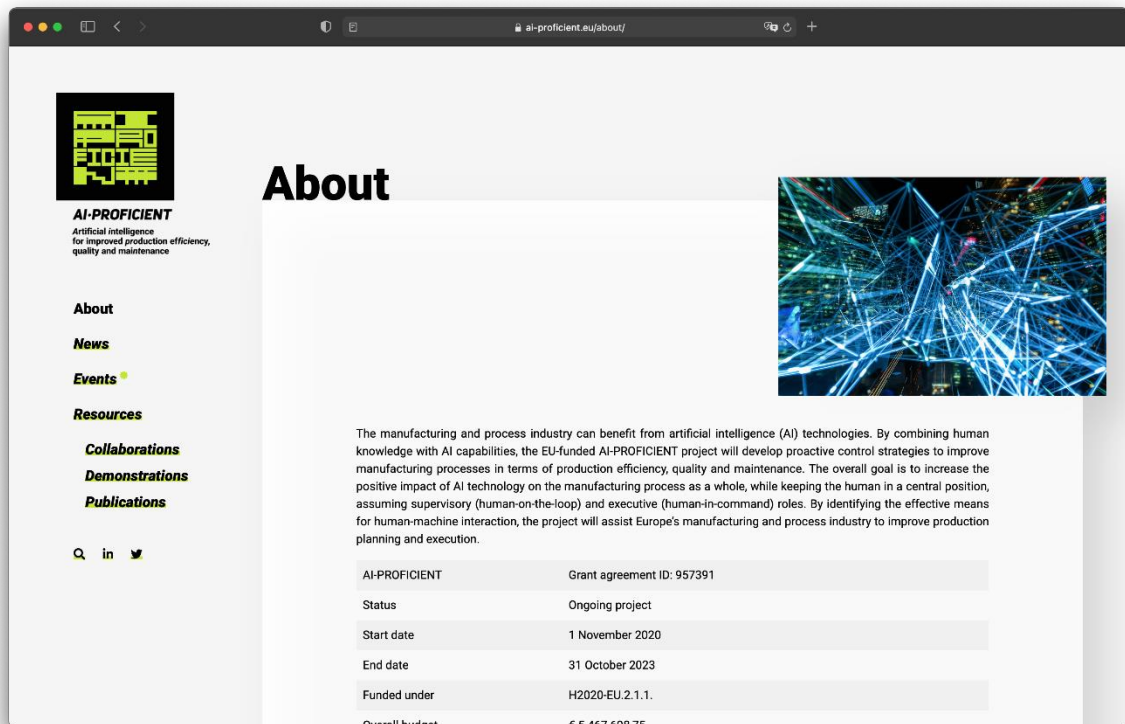 ai-proficient.eu/about/
AI PROFICIENT
AI·PROFICIENT
Artificial intelligence
for improved production efficiency,
quality and maintenance
About
News
Events
Resources
Collaborations
Demonstrations
Publications
in
About
The manufacturing and process industry can benefit from artificial intelligence (AI) technologies. By combining human
knowledge with AI capabilities, the EU-funded AI-PROFICIENT project will develop proactive control strategies to improve
manufacturing processes in terms of production efficiency, quality and maintenance. The overall goal is to increase the
positive impact of AI technology on the manufacturing process as a whole, while keeping the human in a central position,
assuming supervisory (human-on-the-loop) and executive (human-in-command) roles. By identifying the effective means
for human-machine interaction, the project will assist Europe's manufacturing and process industry to improve production
planning and execution.
AI-PROFICIENT Grant agreement ID: 957391
Status Ongoing project
Start date 1 November 2020
End date 31 October 2023
Funded under H2020-EU.2.1.1.
Overall budget